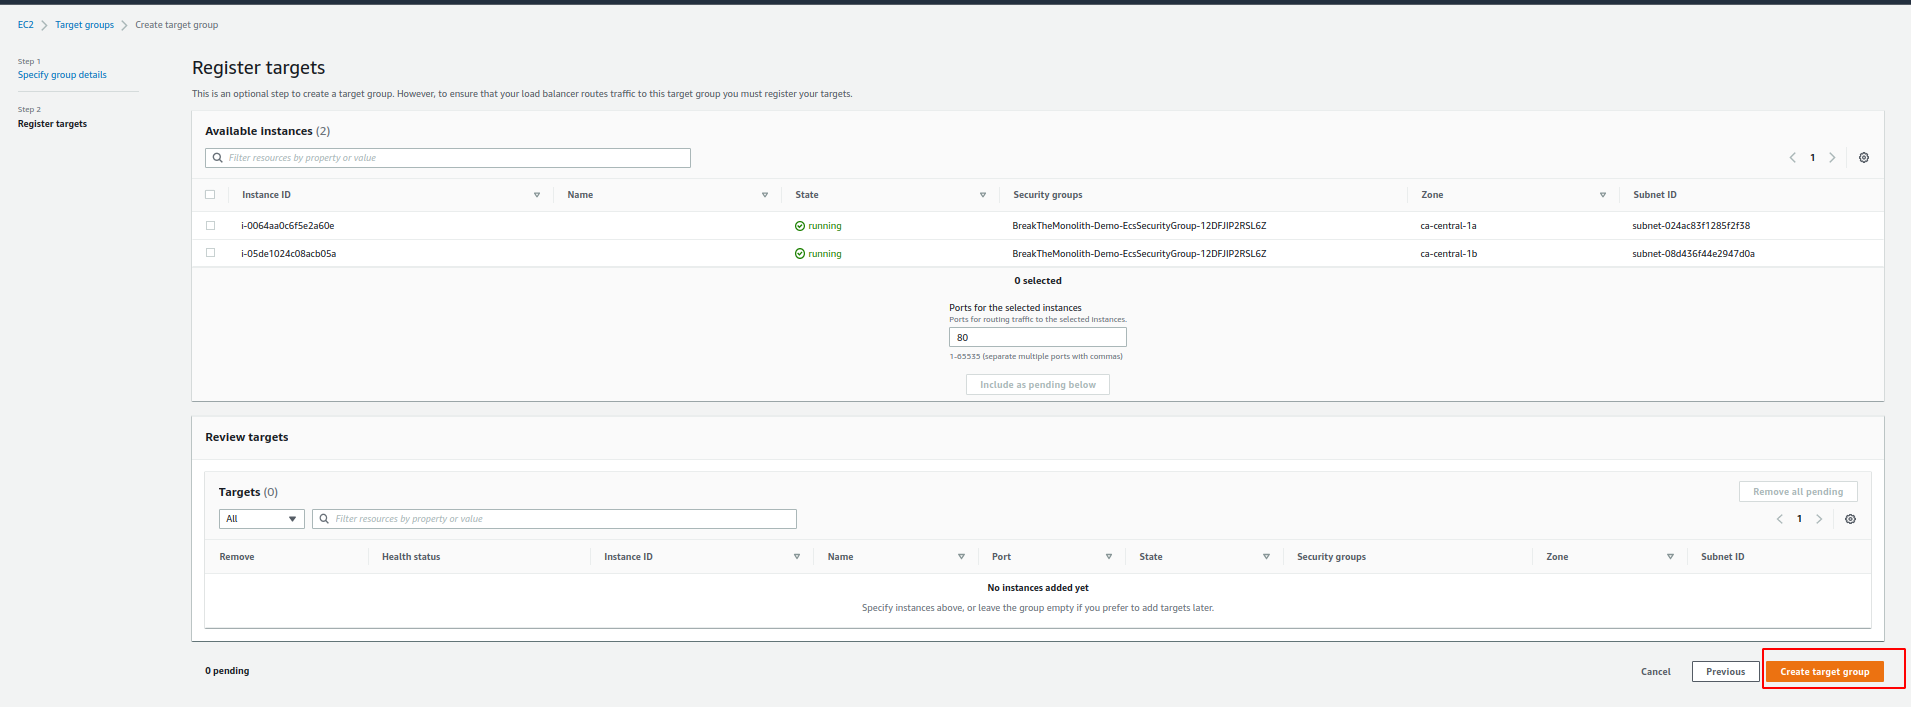 EC2 > Target groups > Create target group
Step 1
Specify group details
Step 2
Register targets
Register targets
This is an optional step to create a target group. However, to ensure that your load balancer routes traffic to this target group you must register your targets.
Available instances (2)
Filter resources by property or value
1
Instance ID Name State Security groups Zone Subnet ID
i-0064aa0c6f5e2a60e running BreakTheMonolith-Demo-EcsSecurityGroup-12DFJIP2RSL6Z ca-central-1a subnet-024ac83f1285f2f38
i-05de1024c08acb05a running BreakTheMonolith-Demo-EcsSecurityGroup-12DFJIP2RSL6Z ca-central-1b subnet-08d436f44e2947d0a
0 selected
Ports for the selected instances
Ports for routing traffic to the selected instances.
80
1-65535 (separate multiple ports with commas)
Include as pending below
Review targets
Targets (0)
Remove all pending
All Filter resources by property or value
1
Remove Health status Instance ID Name Port State Security groups Zone Subnet ID
No instances added yet
Specify instances above, or leave the group empty if you prefer to add targets later.
0 pending
Cancel Previous Create target group